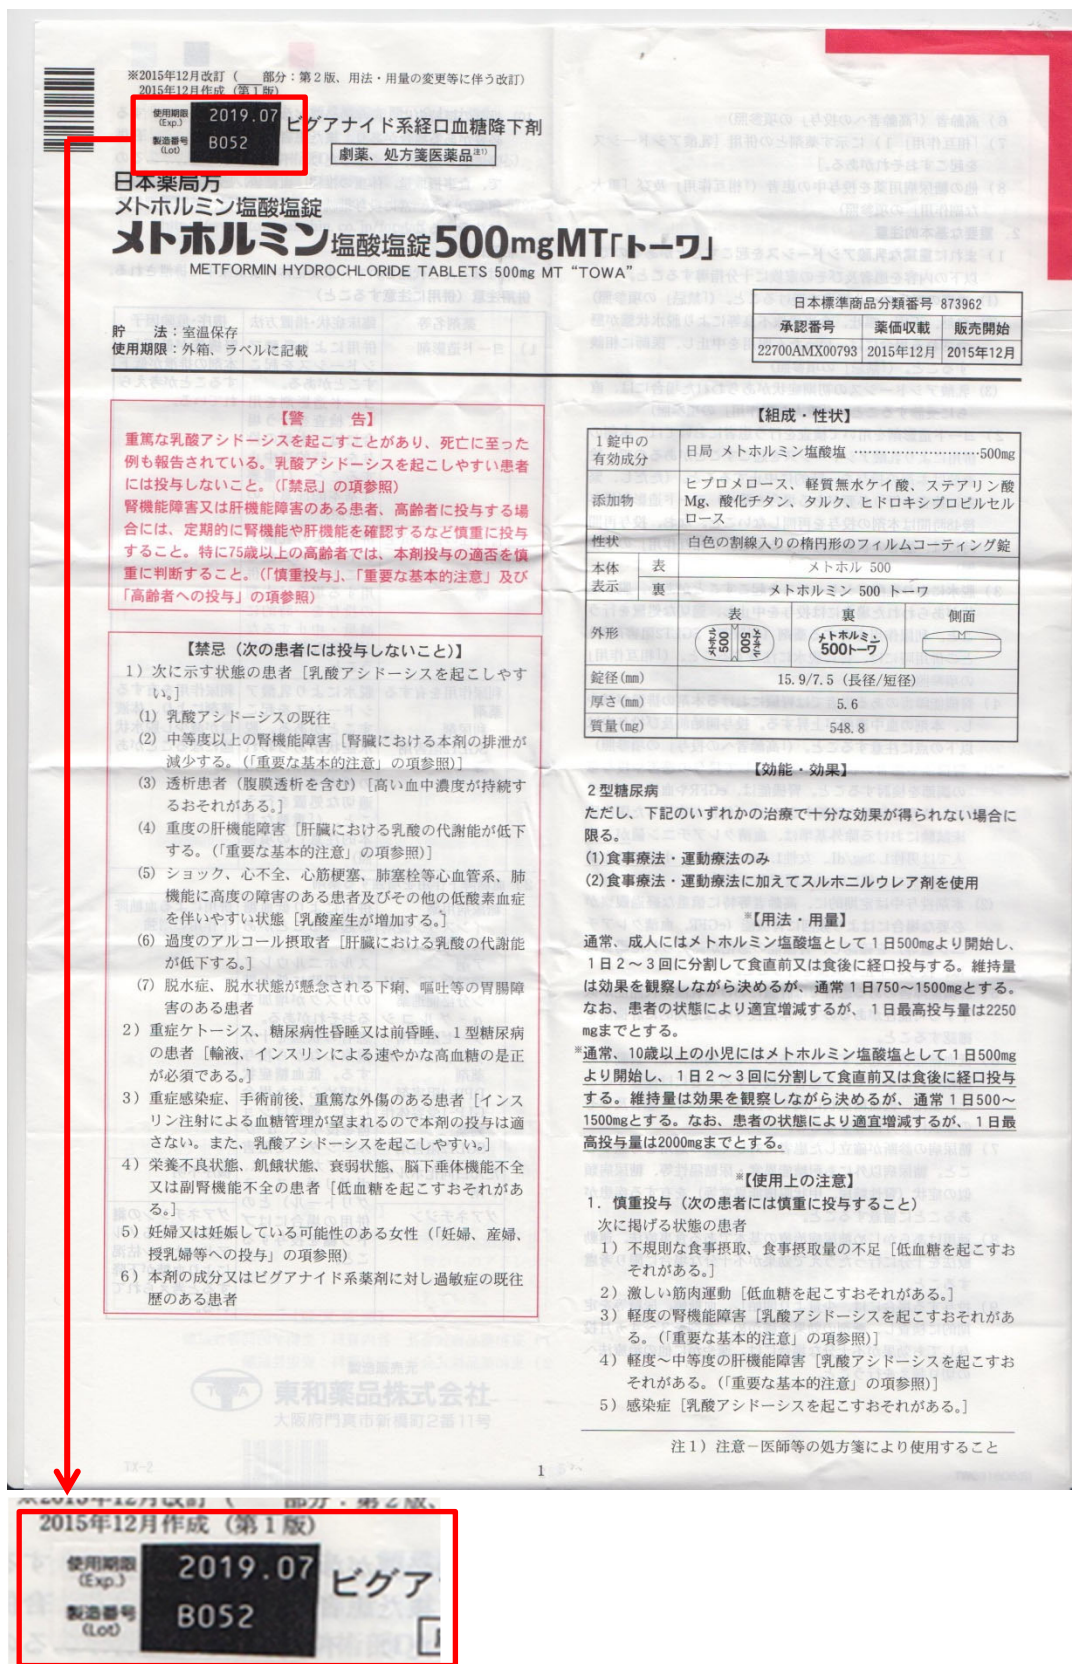 ※2015年12月改訂（　部分：第２版、用法・用量の変更等に伴う改訂）
2015年12月作成（第１版）
使用期限 (Exp.) 2019.07
製造番号 (Lot) B052
ビグアナイド系経口血糖降下剤
劇薬、処方箋医薬品注1)
日本薬局方
メトホルミン塩酸塩錠
メトホルミン塩酸塩錠500mgMT「トーワ」
METFORMIN HYDROCHLORIDE TABLETS 500mg MT “TOWA”
貯　法：室温保存
使用期限：外箱、ラベルに記載
日本標準商品分類番号 873962
承認番号 薬価収載 販売開始
22700AMX00793 2015年12月 2015年12月
【警　告】
重篤な乳酸アシドーシスを起こすことがあり、死亡に至った
例も報告されている。乳酸アシドーシスを起こしやすい患者
には投与しないこと。（「禁忌」の項参照）
腎機能障害又は肝機能障害のある患者、高齢者に投与する場
合には、定期的に腎機能や肝機能を確認するなど慎重に投与
すること。特に75歳以上の高齢者では、本剤投与の適否を慎
重に判断すること。（「慎重投与」、「重要な基本的注意」及び
「高齢者への投与」の項参照）
【禁忌（次の患者には投与しないこと）】
１）次に示す状態の患者［乳酸アシドーシスを起こしやす
い。］
(1) 乳酸アシドーシスの既往
(2) 中等度以上の腎機能障害［腎臓における本剤の排泄が
減少する。（「重要な基本的注意」の項参照）］
(3) 透析患者（腹膜透析を含む）［高い血中濃度が持続す
るおそれがある。］
(4) 重度の肝機能障害［肝臓における乳酸の代謝能が低下
する。（「重要な基本的注意」の項参照）］
(5) ショック、心不全、心筋梗塞、肺塞栓等心血管系、肺
機能に高度の障害のある患者及びその他の低酸素血症
を伴いやすい状態［乳酸産生が増加する。］
(6) 過度のアルコール摂取者［肝臓における乳酸の代謝能
が低下する。］
(7) 脱水症、脱水状態が懸念される下痢、嘔吐等の胃腸障
害のある患者
２）重症ケトーシス、糖尿病性昏睡又は前昏睡、１型糖尿病
の患者［輸液、インスリンによる速やかな高血糖の是正
が必須である。］
３）重症感染症、手術前後、重篤な外傷のある患者［インス
リン注射による血糖管理が望まれるので本剤の投与は適
さない。また、乳酸アシドーシスを起こしやすい。］
４）栄養不良状態、飢餓状態、衰弱状態、脳下垂体機能不全
又は副腎機能不全の患者［低血糖を起こすおそれがあ
る。］
５）妊婦又は妊娠している可能性のある女性（「妊婦、産婦、
授乳婦等への投与」の項参照）
６）本剤の成分又はビグアナイド系薬剤に対し過敏症の既往
歴のある患者
【組成・性状】
１錠中の
有効成分 日局 メトホルミン塩酸塩 ………………………500mg
添加物 ヒプロメロース、軽質無水ケイ酸、ステアリン酸
Mg、酸化チタン、タルク、ヒドロキシプロピルセル
ロース
性状 白色の割線入りの楕円形のフィルムコーティング錠
本体 表 メトホル 500
表示 裏 メトホルミン 500 トーワ
表 裏 側面
外形 メトホル 500 500 メトホル メトホルミン 500トーワ
錠径(mm) 15.9/7.5（長径/短径）
厚さ(mm) 5.6
質量(mg) 548.8
【効能・効果】
２型糖尿病
ただし、下記のいずれかの治療で十分な効果が得られない場合に
限る。
(1)食事療法・運動療法のみ
(2)食事療法・運動療法に加えてスルホニルウレア剤を使用
※【用法・用量】
通常、成人にはメトホルミン塩酸塩として１日500mgより開始し、
１日２～３回に分割して食直前又は食後に経口投与する。維持量
は効果を観察しながら決めるが、通常１日750～1500mgとする。
なお、患者の状態により適宜増減するが、１日最高投与量は2250
mgまでとする。
※通常、10歳以上の小児にはメトホルミン塩酸塩として１日500mg
より開始し、１日２～３回に分割して食直前又は食後に経口投与
する。維持量は効果を観察しながら決めるが、通常１日500～
1500mgとする。なお、患者の状態により適宜増減するが、１日最
高投与量は2000mgまでとする。
※【使用上の注意】
１．慎重投与（次の患者には慎重に投与すること）
次に掲げる状態の患者
１）不規則な食事摂取、食事摂取量の不足［低血糖を起こすお
それがある。］
２）激しい筋肉運動［低血糖を起こすおそれがある。］
３）軽度の腎機能障害［乳酸アシドーシスを起こすおそれがあ
る。（「重要な基本的注意」の項参照）］
４）軽度～中等度の肝機能障害［乳酸アシドーシスを起こすお
それがある。（「重要な基本的注意」の項参照）］
５）感染症［乳酸アシドーシスを起こすおそれがある。］
注１）注意－医師等の処方箋により使用すること
1
※2015年12月改訂（　部分：第２版、
2015年12月作成（第１版）
使用期限 (Exp.) 2019.07
製造番号 (Lot) B052
ビグア